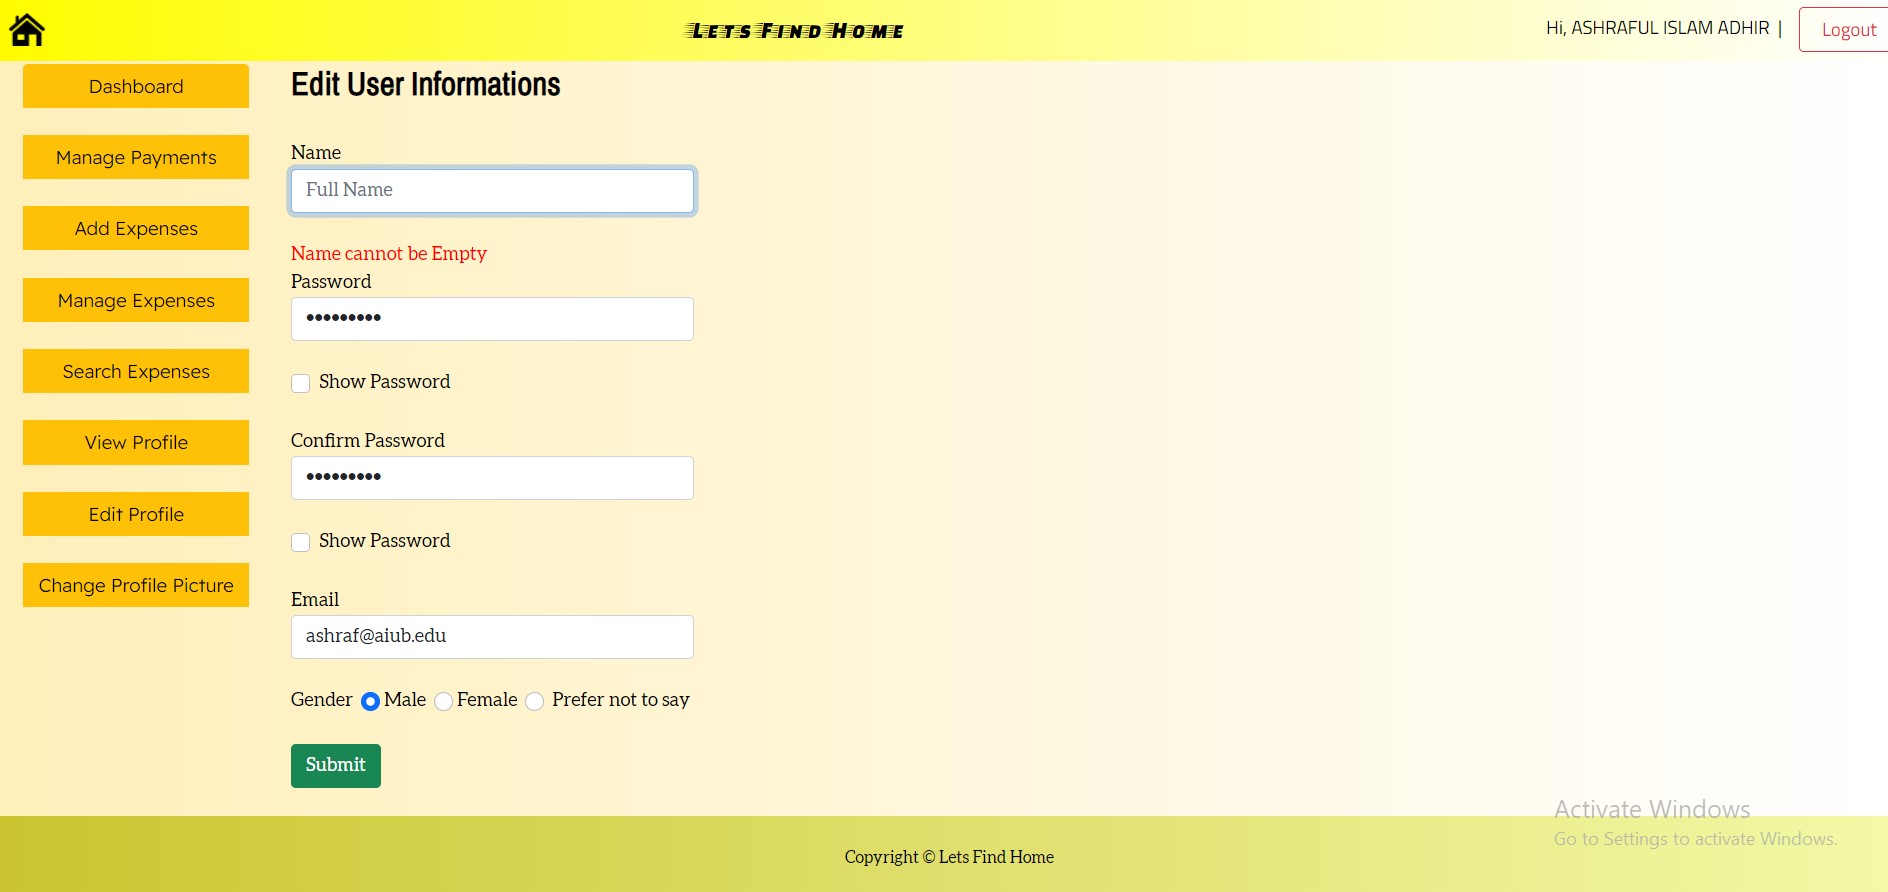 LETS FIND HOME
Hi, ASHRAFUL ISLAM ADHIR |
Logout
Dashboard
Manage Payments
Add Expenses
Manage Expenses
Search Expenses
View Profile
Edit Profile
Change Profile Picture
Edit User Informations
Name
Full Name
Name cannot be Empty
Password
•••••••••
Show Password
Confirm Password
•••••••••
Show Password
Email
ashraf@aiub.edu
Gender Male Female Prefer not to say
Submit
Activate Windows
Go to Settings to activate Windows.
Copyright © Lets Find Home